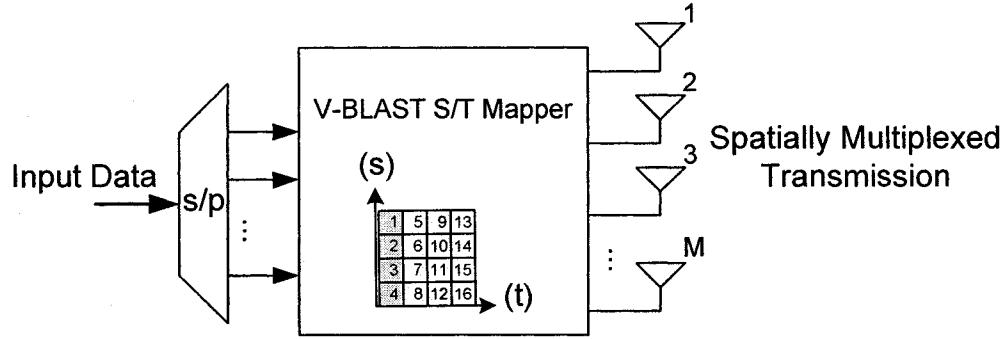 Input Data
s/p
...
V-BLAST S/T Mapper
(s)
1 5 9 13
2 6 10 14
3 7 11 15
4 8 12 16
(t)
1
2
3
...
M
Spatially Multiplexed
Transmission